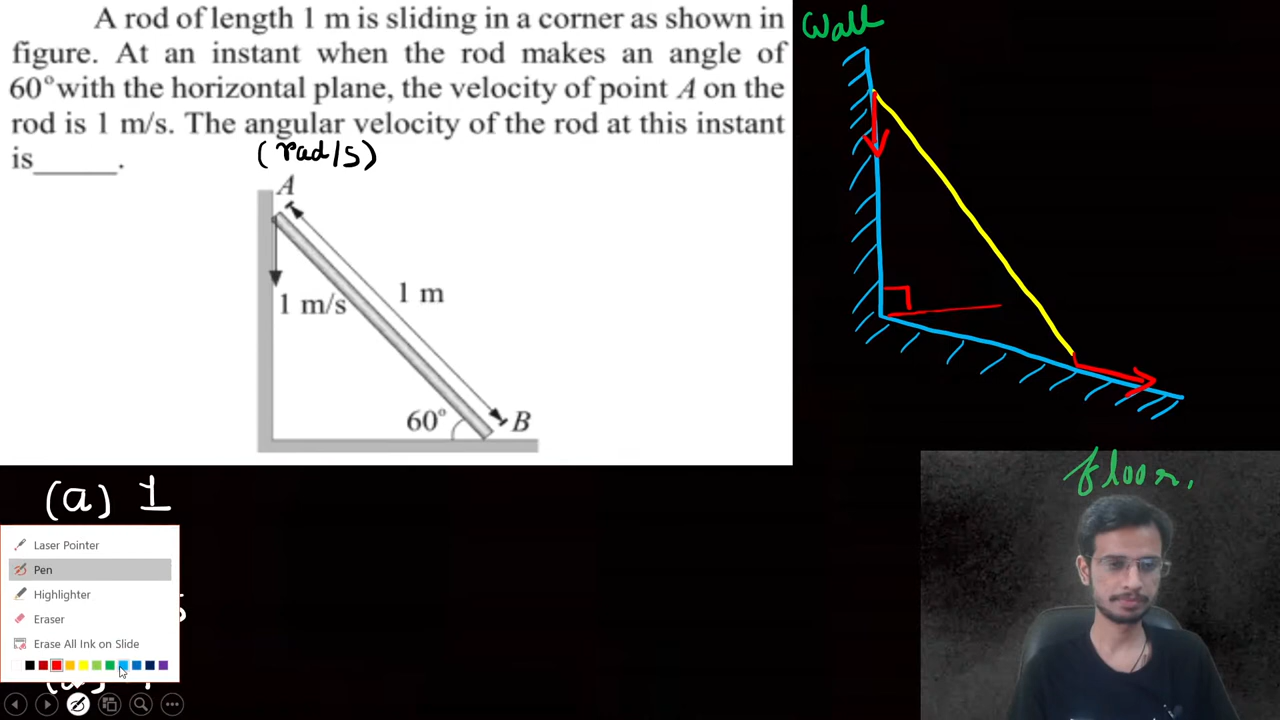 A rod of length 1 m is sliding in a corner as shown in
figure. At an instant when the rod makes an angle of
60°with the horizontal plane, the velocity of point A on the
rod is 1 m/s. The angular velocity of the rod at this instant
is______.
(rad/s)
A
1 m/s
1 m
60°
B
Wall
floor.
(a) 1
Laser Pointer
Pen
Highlighter
Eraser
Erase All Ink on Slide